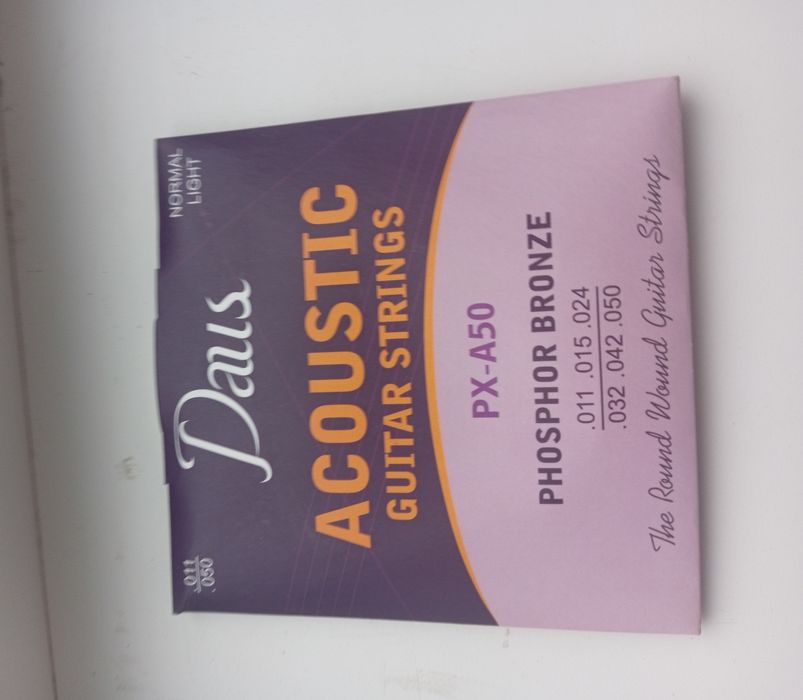 .011
.050
NORMAL
LIGHT
Daus
ACOUSTIC
GUITAR STRINGS
PX-A50
PHOSPHOR BRONZE
.011 .015 .024
.032 .042 .050
The Round Wound Guitar Strings